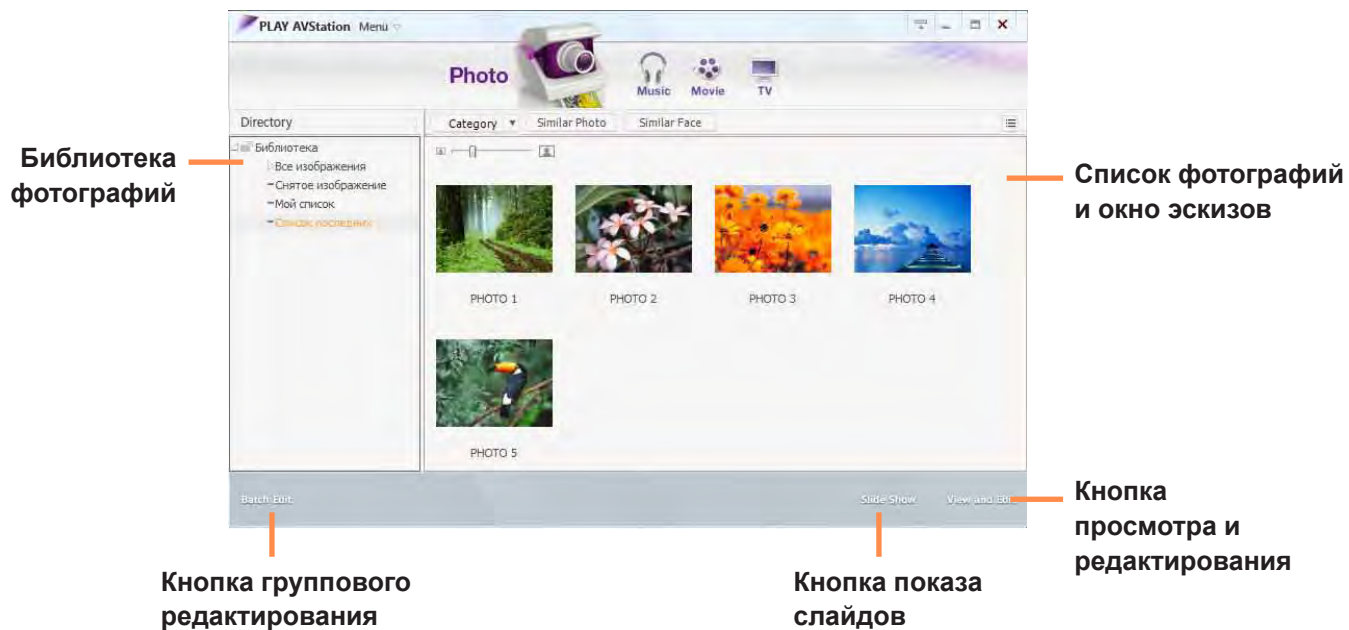 PLAY AVStation Menu
Photo
Music Movie TV
Directory
Category Similar Photo Similar Face
Библиотека
фотографий
Библиотека
Все изображения
Снятое изображение
Мой список
Список последних
Список фотографий
и окно эскизов
PHOTO 1 PHOTO 2 PHOTO 3 PHOTO 4
PHOTO 5
Batch Edit
Slide Show View and Edit
Кнопка
просмотра и
редактирования
Кнопка группового
редактирования
Кнопка показа
слайдов